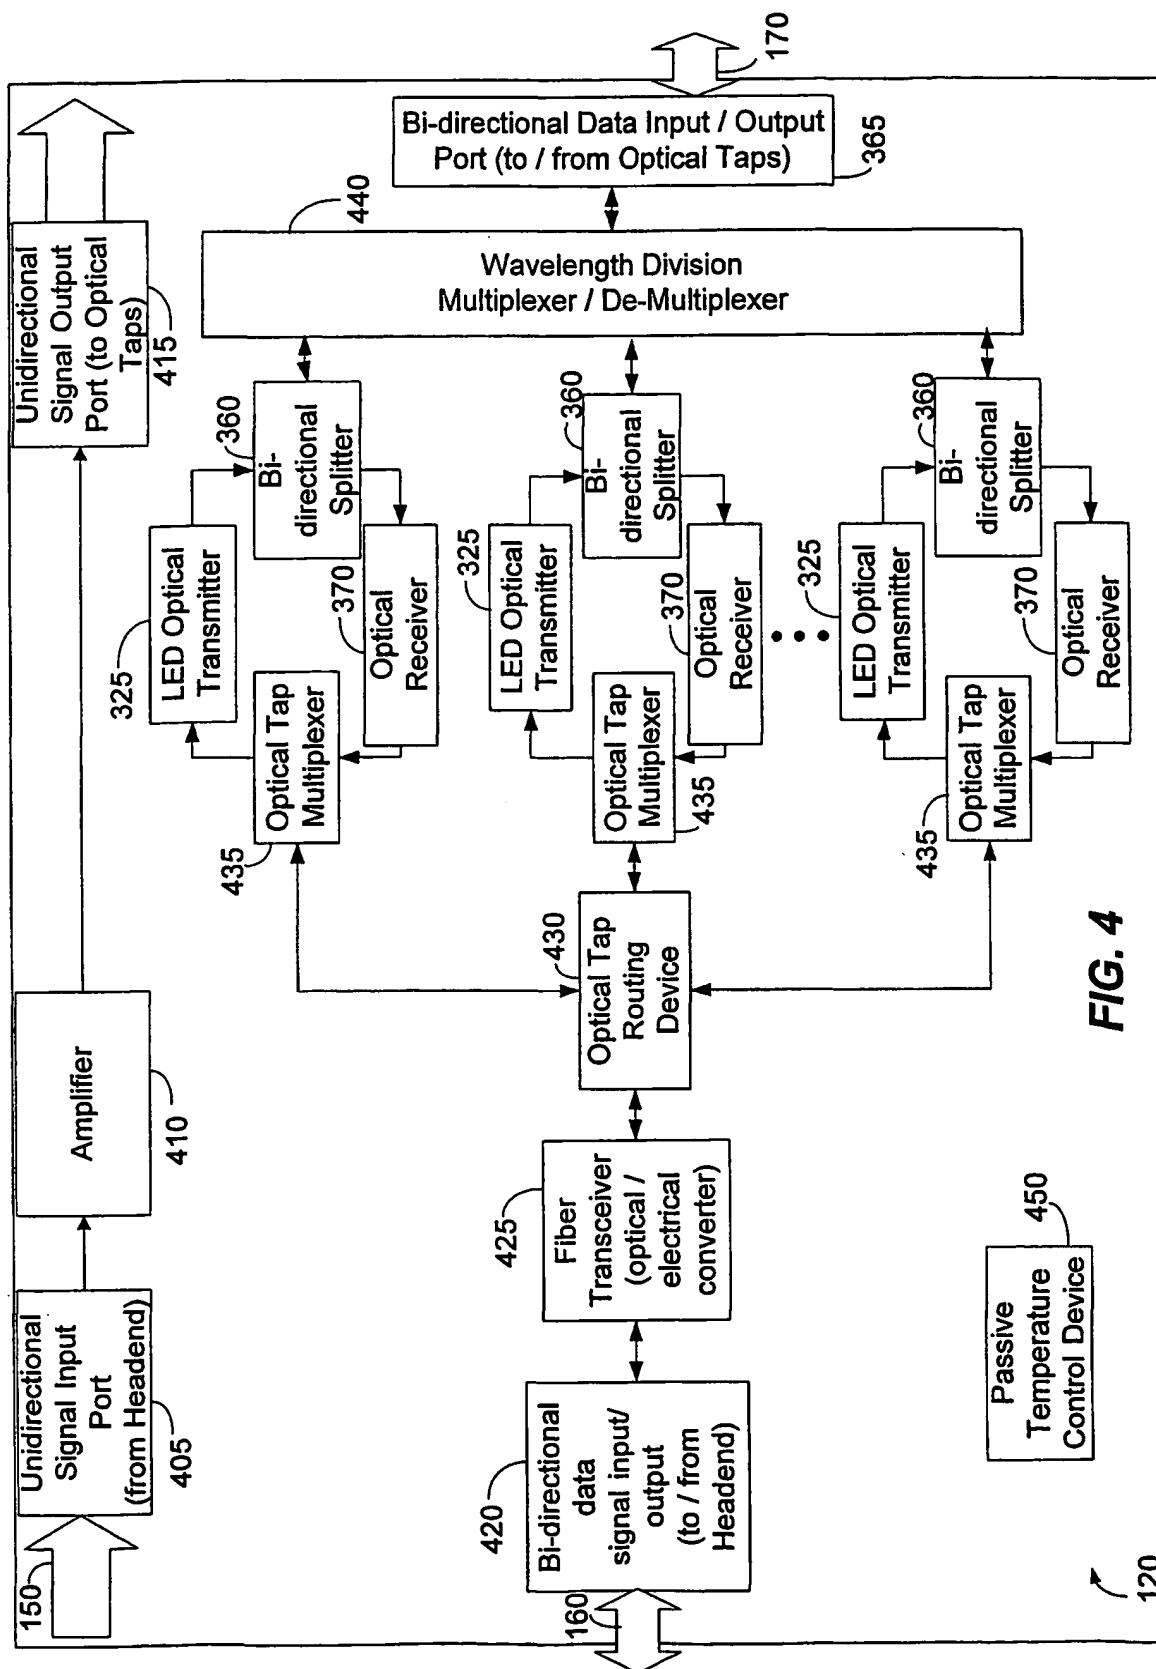 150
Unidirectional
Signal Input
Port
(from Headend)
405
Amplifier
410
Unidirectional
Signal Output
Port (to Optical
Taps)
415
160
Bi-directional
data
signal input/
output
(to / from
Headend)
420
Fiber
Transceiver
(optical /
electrical
converter)
425
Optical Tap
Routing
Device
430
Optical Tap
Multiplexer
435
LED Optical
Transmitter
325
Optical
Receiver
370
Bi-
directional
Splitter
360
Optical Tap
Multiplexer
435
LED Optical
Transmitter
325
Optical
Receiver
370
Bi-
directional
Splitter
360
Optical Tap
Multiplexer
435
LED Optical
Transmitter
325
Optical
Receiver
370
Bi-
directional
Splitter
360
Wavelength Division
Multiplexer / De-Multiplexer
440
Bi-directional Data Input / Output
Port (to / from Optical Taps)
365
170
Passive
Temperature
Control Device
450
120
FIG. 4